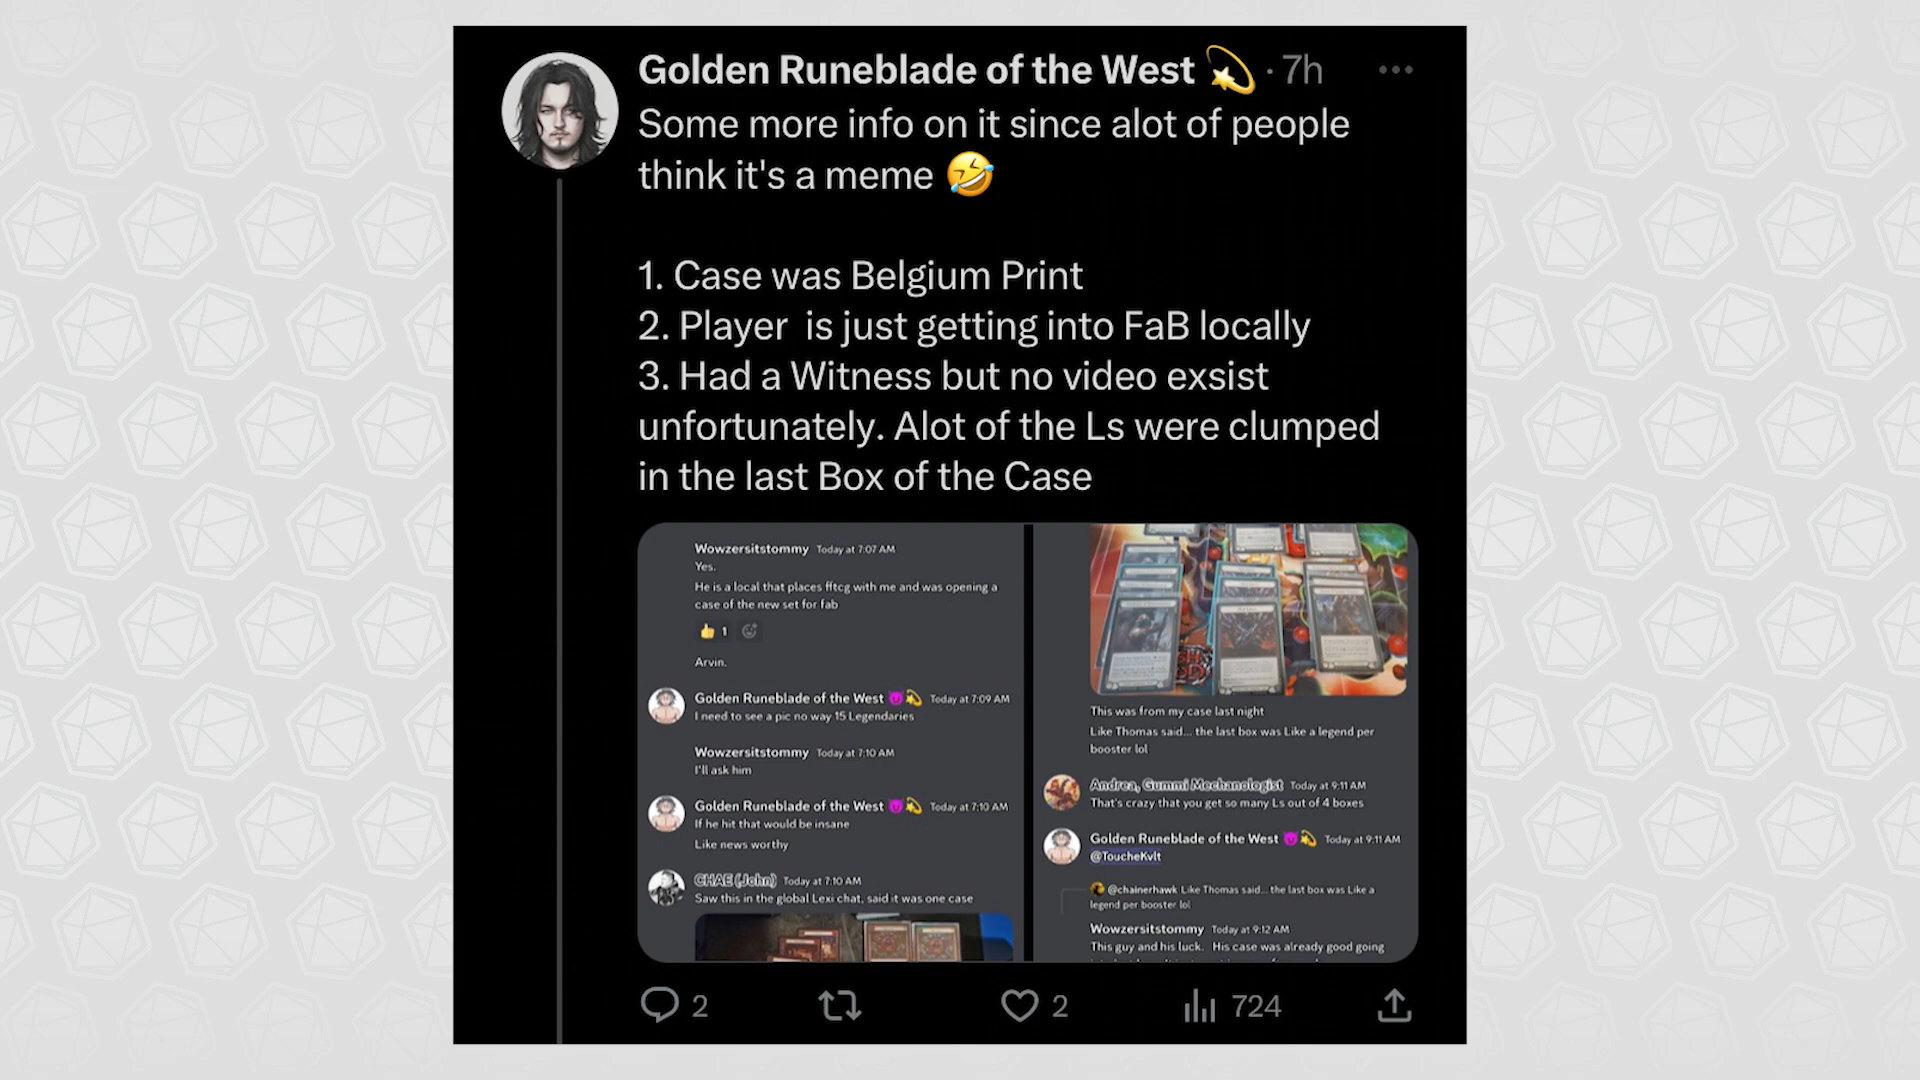 Golden Runeblade of the West 💫 · 7h
Some more info on it since alot of people
think it's a meme 🤣
1. Case was Belgium Print
2. Player  is just getting into FaB locally
3. Had a Witness but no video exsist
unfortunately. Alot of the Ls were clumped
in the last Box of the Case
Wowzersitstommy Today at 7:07 AM
Yes.
He is a local that places fftcg with me and was opening a
case of the new set for fab
👍 1
Arvin.
Golden Runeblade of the West 😈💫 Today at 7:09 AM
I need to see a pic no way 15 Legendaries
Wowzersitstommy Today at 7:10 AM
I'll ask him
Golden Runeblade of the West 😈💫 Today at 7:10 AM
If he hit that would be insane
Like news worthy
CHAE (John) Today at 7:10 AM
Saw this in the global Lexi chat, said it was one case
This was from my case last night
Like Thomas said... the last box was Like a legend per
booster lol
Andrea, Gummi Mechanologist Today at 9:11 AM
That's crazy that you get so many Ls out of 4 boxes
Golden Runeblade of the West 😈💫 Today at 9:11 AM
@ToucheKvlt
@chainerhawk Like Thomas said... the last box was Like a
legend per booster lol
Wowzersitstommy Today at 9:12 AM
This guy and his luck. His case was already good going
2
2
724